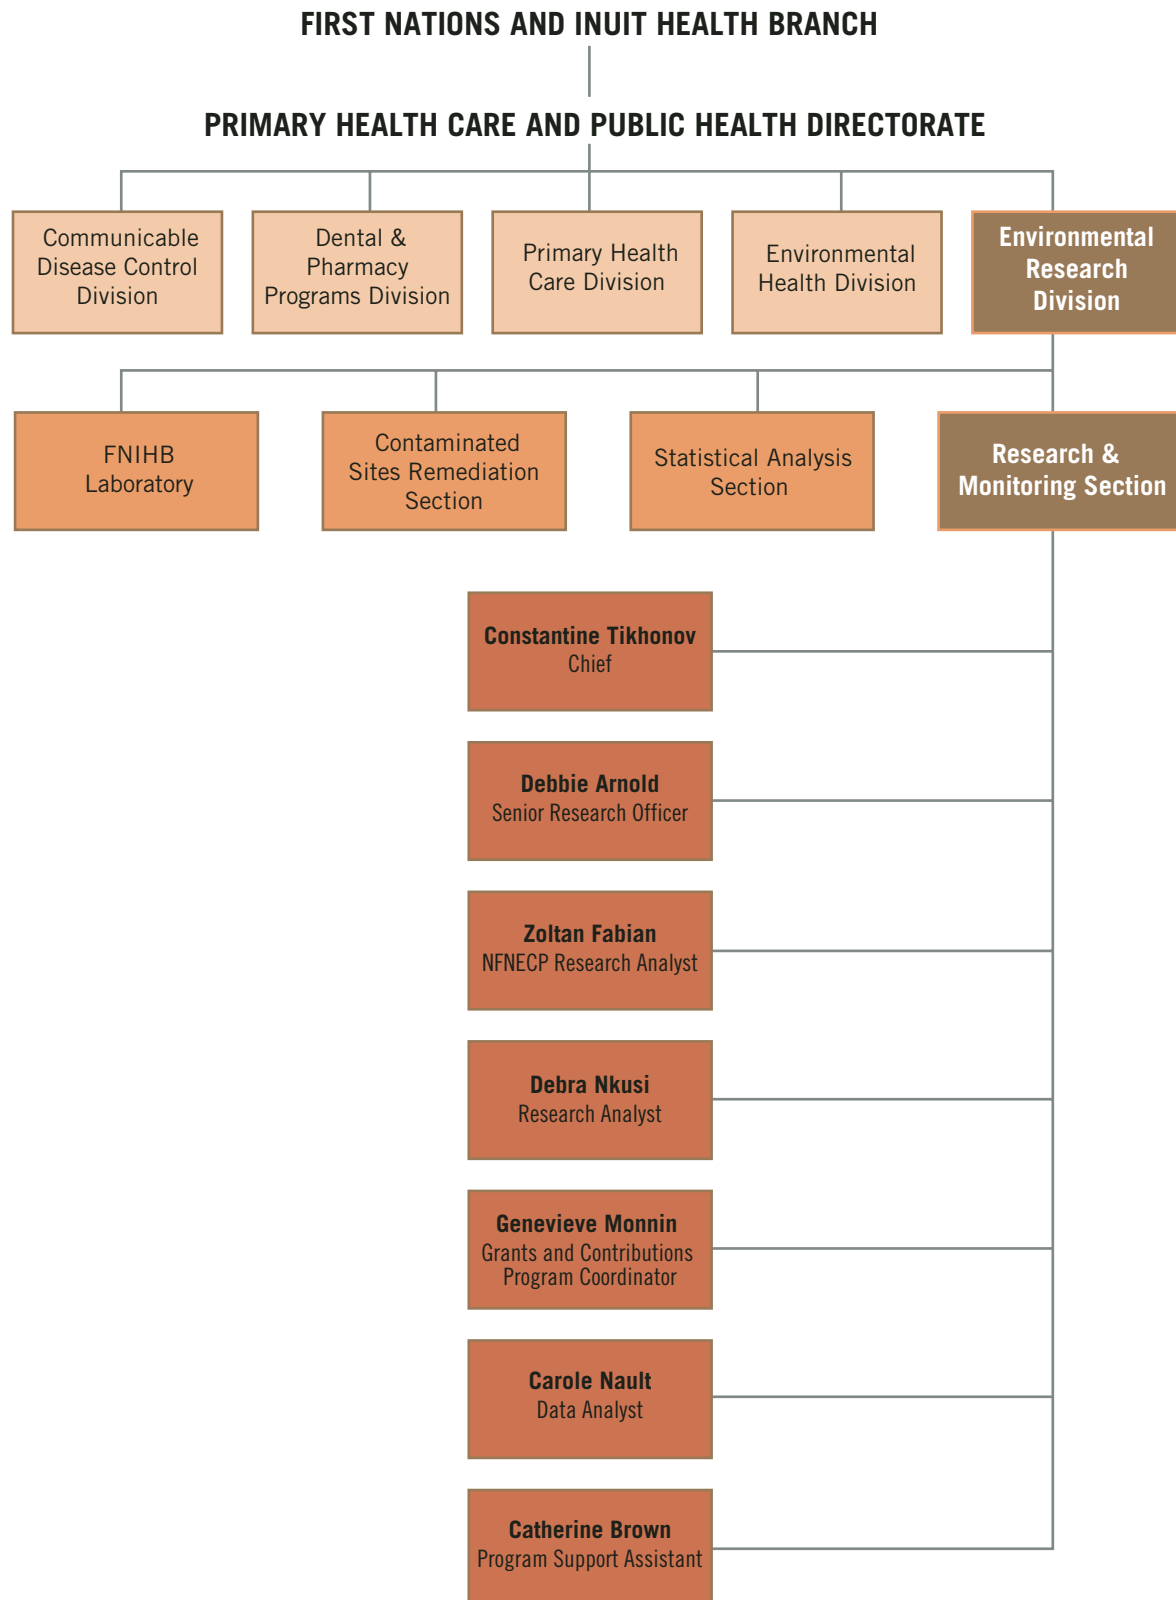 FIRST NATIONS AND INUIT HEALTH BRANCH
PRIMARY HEALTH CARE AND PUBLIC HEALTH DIRECTORATE
Communicable
Disease Control
Division
Dental &
Pharmacy
Programs Division
Primary Health
Care Division
Environmental
Health Division
Environmental
Research
Division
FNIHB
Laboratory
Contaminated
Sites Remediation
Section
Statistical Analysis
Section
Research &
Monitoring Section
Constantine Tikhonov
Chief
Debbie Arnold
Senior Research Officer
Zoltan Fabian
NFNECP Research Analyst
Debra Nkusi
Research Analyst
Genevieve Monnin
Grants and Contributions
Program Coordinator
Carole Nault
Data Analyst
Catherine Brown
Program Support Assistant